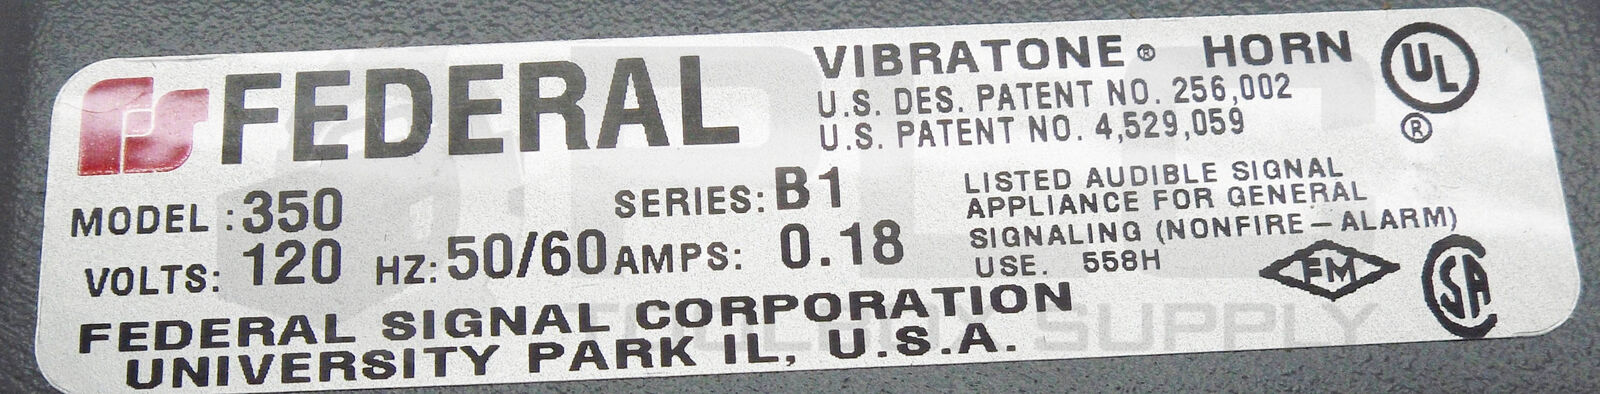 FEDERAL
VIBRATONE ® HORN
U.S. DES. PATENT NO. 256,002
U.S. PATENT NO. 4,529,059
UL
®
MODEL: 350
SERIES: B1
VOLTS: 120 HZ: 50/60 AMPS: 0.18
LISTED AUDIBLE SIGNAL
APPLIANCE FOR GENERAL
SIGNALING (NONFIRE-ALARM)
USE. 558H
FM
SA
FEDERAL SIGNAL CORPORATION
UNIVERSITY PARK IL, U.S.A.
PLC
TOOLBOX SUPPLY